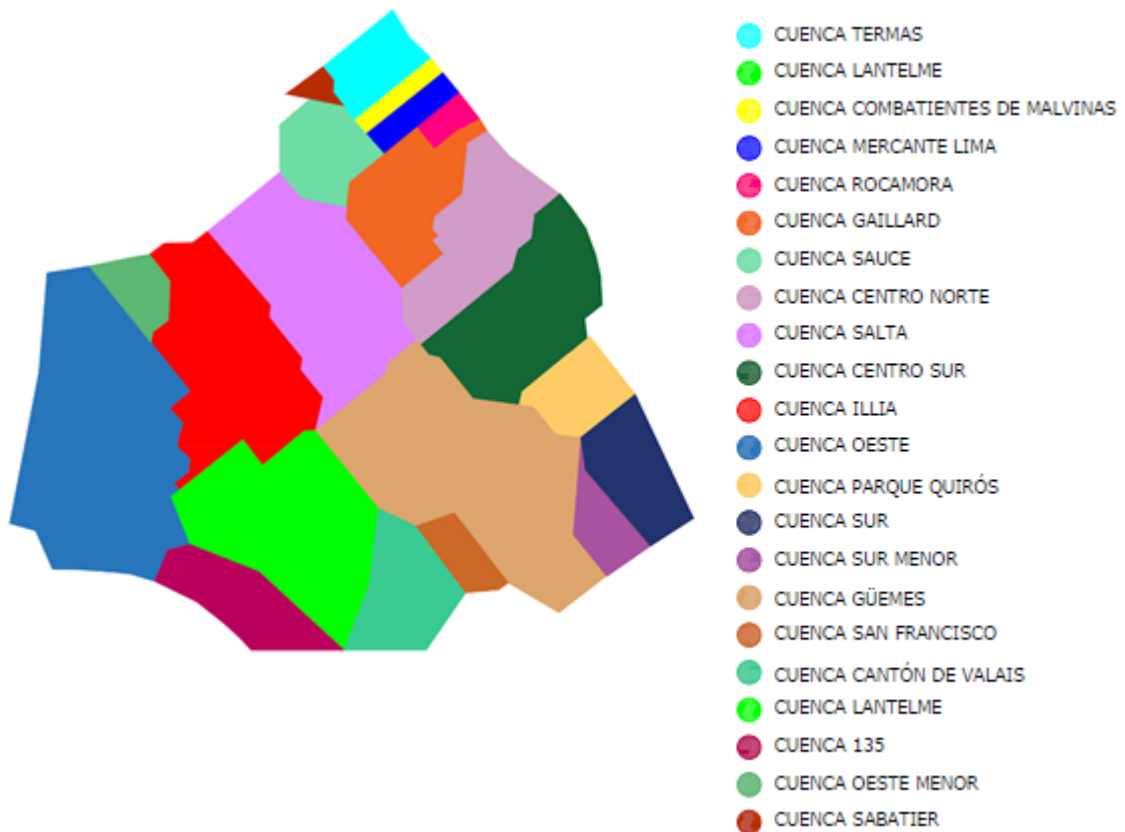 CUENCA TERMAS
CUENCA LANTELME
CUENCA COMBATIENTES DE MALVINAS
CUENCA MERCANTE LIMA
CUENCA ROCAMORA
CUENCA GAILLARD
CUENCA SAUCE
CUENCA CENTRO NORTE
CUENCA SALTA
CUENCA CENTRO SUR
CUENCA ILLIA
CUENCA OESTE
CUENCA PARQUE QUIRÓS
CUENCA SUR
CUENCA SUR MENOR
CUENCA GÜEMES
CUENCA SAN FRANCISCO
CUENCA CANTÓN DE VALAIS
CUENCA LANTELME
CUENCA 135
CUENCA OESTE MENOR
CUENCA SABATIER